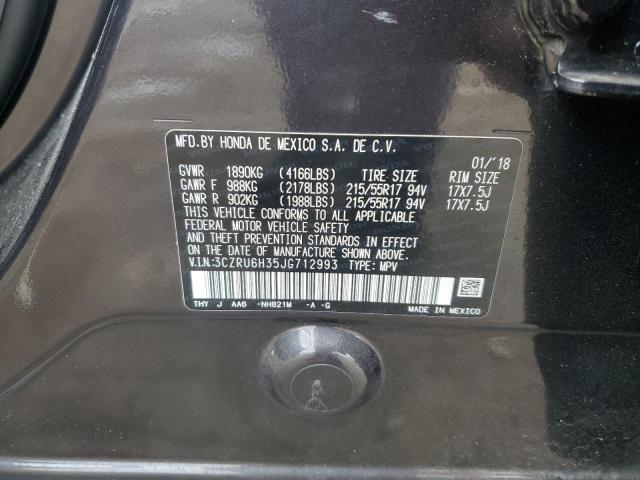 MFD.BY HONDA DE MEXICO S.A. DE C.V.
01/'18
GVWR 1890KG (4166LBS) TIRE SIZE RIM SIZE
GAWR F 988KG (2178LBS) 215/55R17 94V 17X7.5J
GAWR R 902KG (1988LBS) 215/55R17 94V 17X7.5J
THIS VEHICLE CONFORMS TO ALL APPLICABLE
FEDERAL MOTOR VEHICLE SAFETY
AND THEFT PREVENTION STANDARDS IN EFFECT
ON THE DATE OF MANUFACTURE SHOWN ABOVE.
V.I.N:3CZRU6H35JG712993 TYPE: MPV
THY J AA6 -NH821M -A -G MADE IN MEXICO